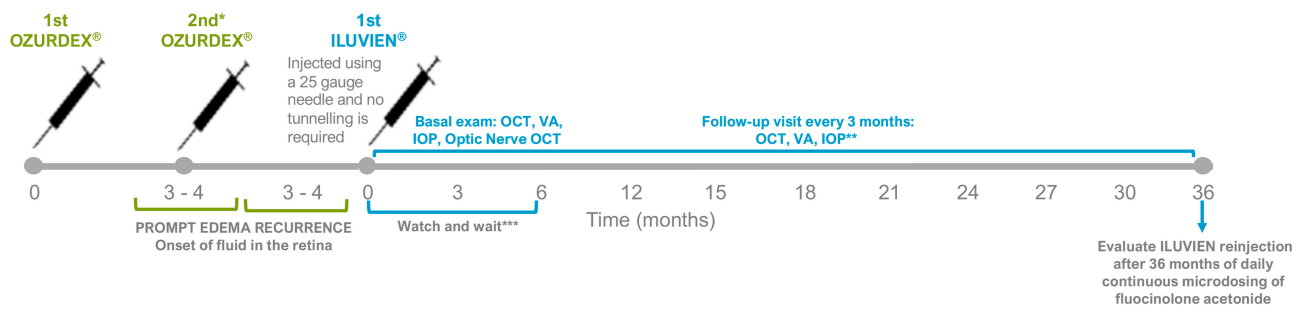 1st
OZURDEX®
2nd*
OZURDEX®
1st
ILUVIEN®
Injected using
a 25 gauge
needle and no
tunnelling is
required
Basal exam: OCT, VA,
IOP, Optic Nerve OCT
Follow-up visit every 3 months:
OCT, VA, IOP**
0 3 - 4 3 - 4 0 3 6 12 15 18 21 24 27 30 36
Time (months)
PROMPT EDEMA RECURRENCE
Onset of fluid in the retina
Watch and wait***
Evaluate ILUVIEN reinjection
after 36 months of daily
continuous microdosing of
fluocinolone acetonide